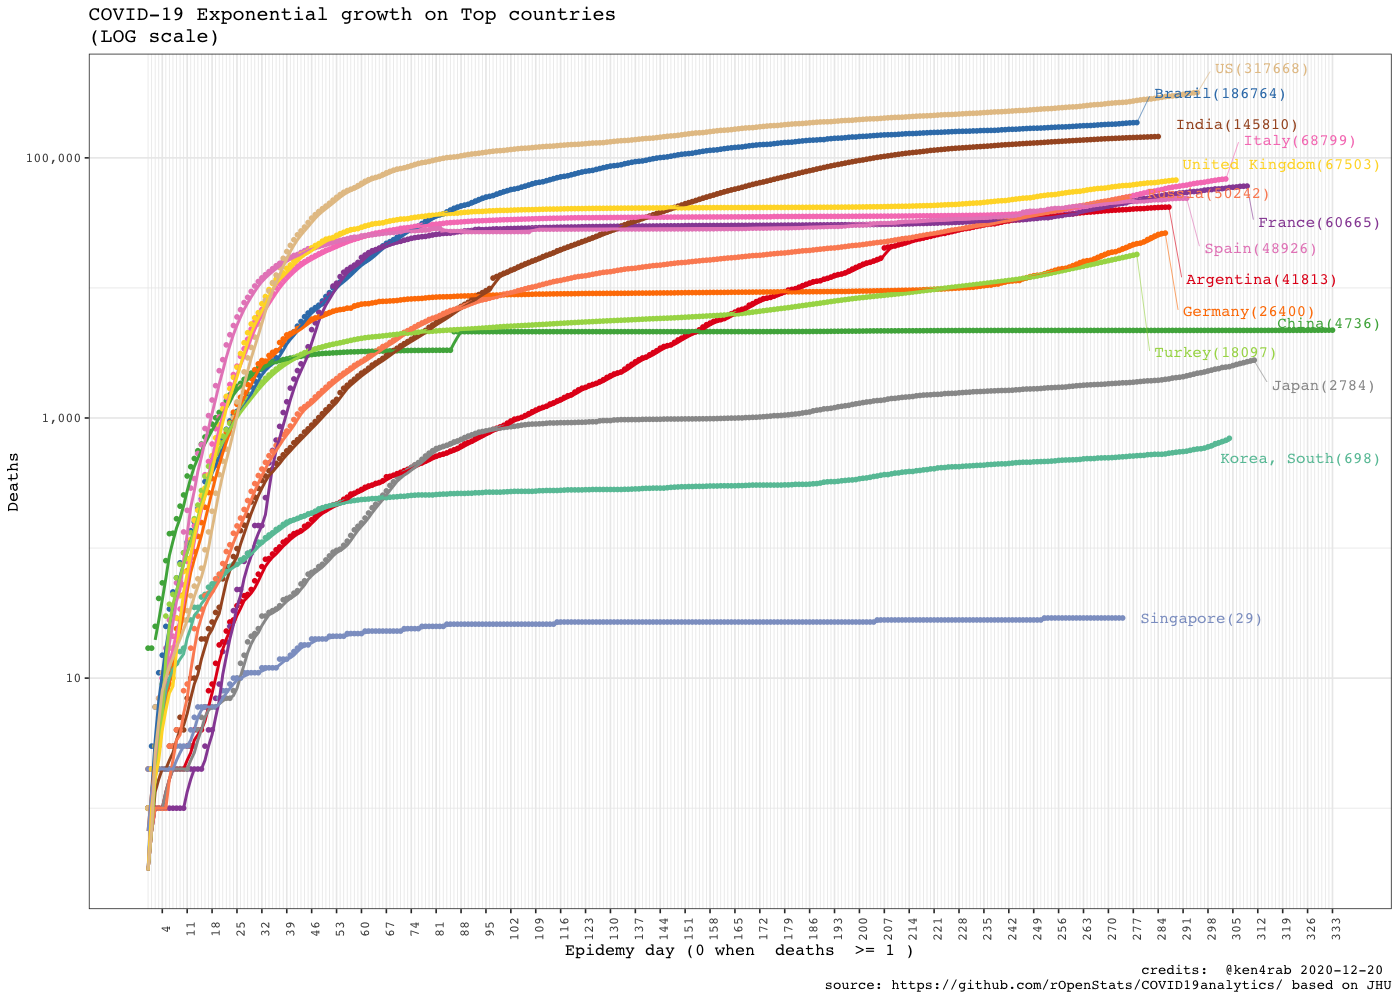 COVID-19 Exponential growth on Top countries
(LOG scale)
US(317668)
Brazil(186764)
India(145810)
Italy(68799)
100,000
United Kingdom(67503)
(50242)
France(60665)
Spain(48926)
Argentina(41813)
Germany(26400)
China(4736)
Turkey(18097)
Japan(2784)
1,000
Korea, South(698)
Deaths
Singapore(29)
10
4 11 18 25 32 39 46 53 60 67 74 81 88 95 102 109 116 123 130 137 144 151 158 165 172 179 186 193 200 207 214 221 228 235 242 249 256 263 270 277 284 291 298 305 312 319 326 333
Epidemy day (0 when  deaths  >= 1 )
credits:  @ken4rab 2020-12-20
source: https://github.com/rOpenStats/COVID19analytics/ based on JHU